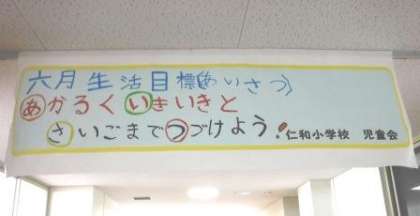 六月生活目標(あいさつ)
あかるくいきいきと
さいごまでつづけよう! 仁和小学校 児童会